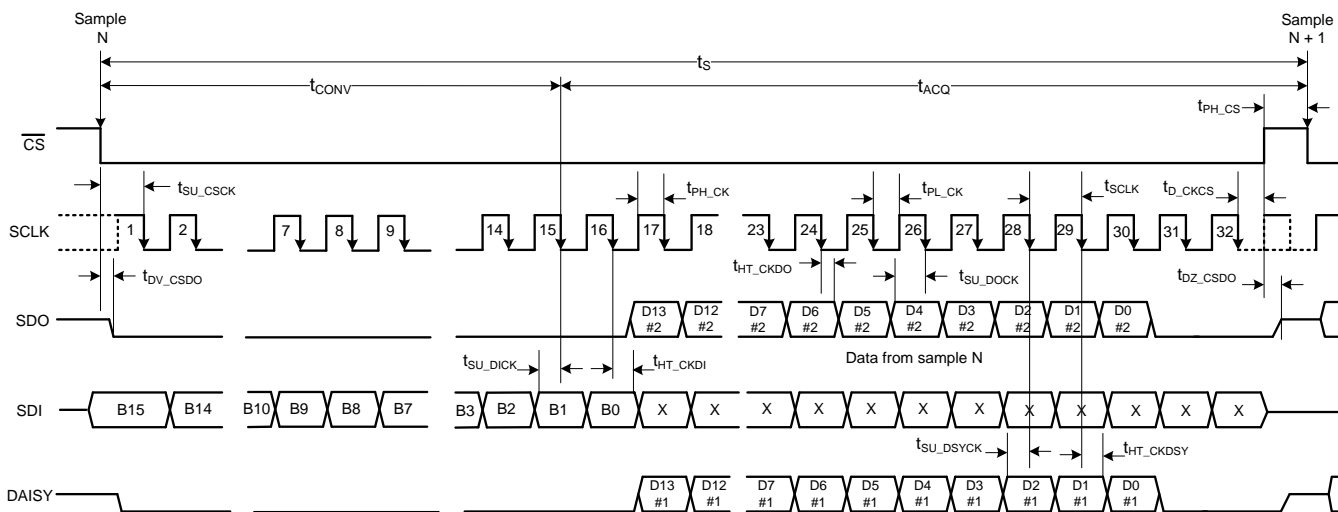 Sample
N
Sample
N + 1
tS
tCONV
tACQ
tPH_CS
CS
tSU_CSCK
tPH_CK
tPL_CK
tSCLK
tD_CKCS
SCLK
1
2
7
8
9
14
15
16
17
18
23
24
25
26
27
28
29
30
31
32
tDV_CSDO
tHT_CKDO
tSU_DOCK
tDZ_CSDO
SDO
D13
#2
D12
#2
D7
#2
D6
#2
D5
#2
D4
#2
D3
#2
D2
#2
D1
#2
D0
#2
Data from sample N
tSU_DICK
tHT_CKDI
SDI
B15
B14
B10
B9
B8
B7
B3
B2
B1
B0
X
X
X
X
X
X
X
X
X
X
X
X
tSU_DSYCK
tHT_CKDSY
DAISY
D13
#1
D12
#1
D7
#1
D6
#1
D5
#1
D4
#1
D3
#1
D2
#1
D1
#1
D0
#1